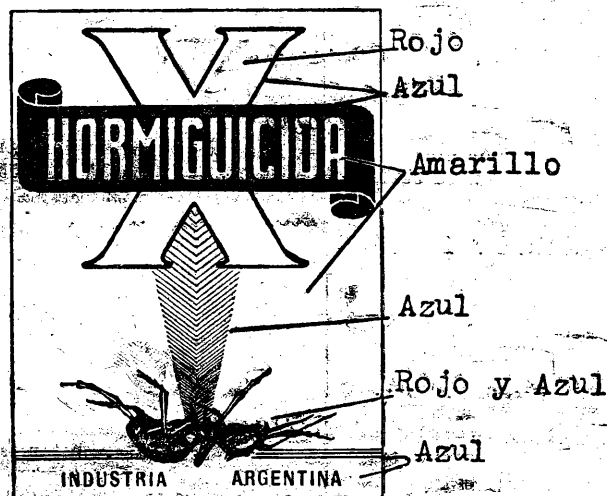 X
Rojo
Azul
HORMIGUICIDA
Amarillo
Azul
Rojo y Azul
Azul
INDUSTRIA ARGENTINA